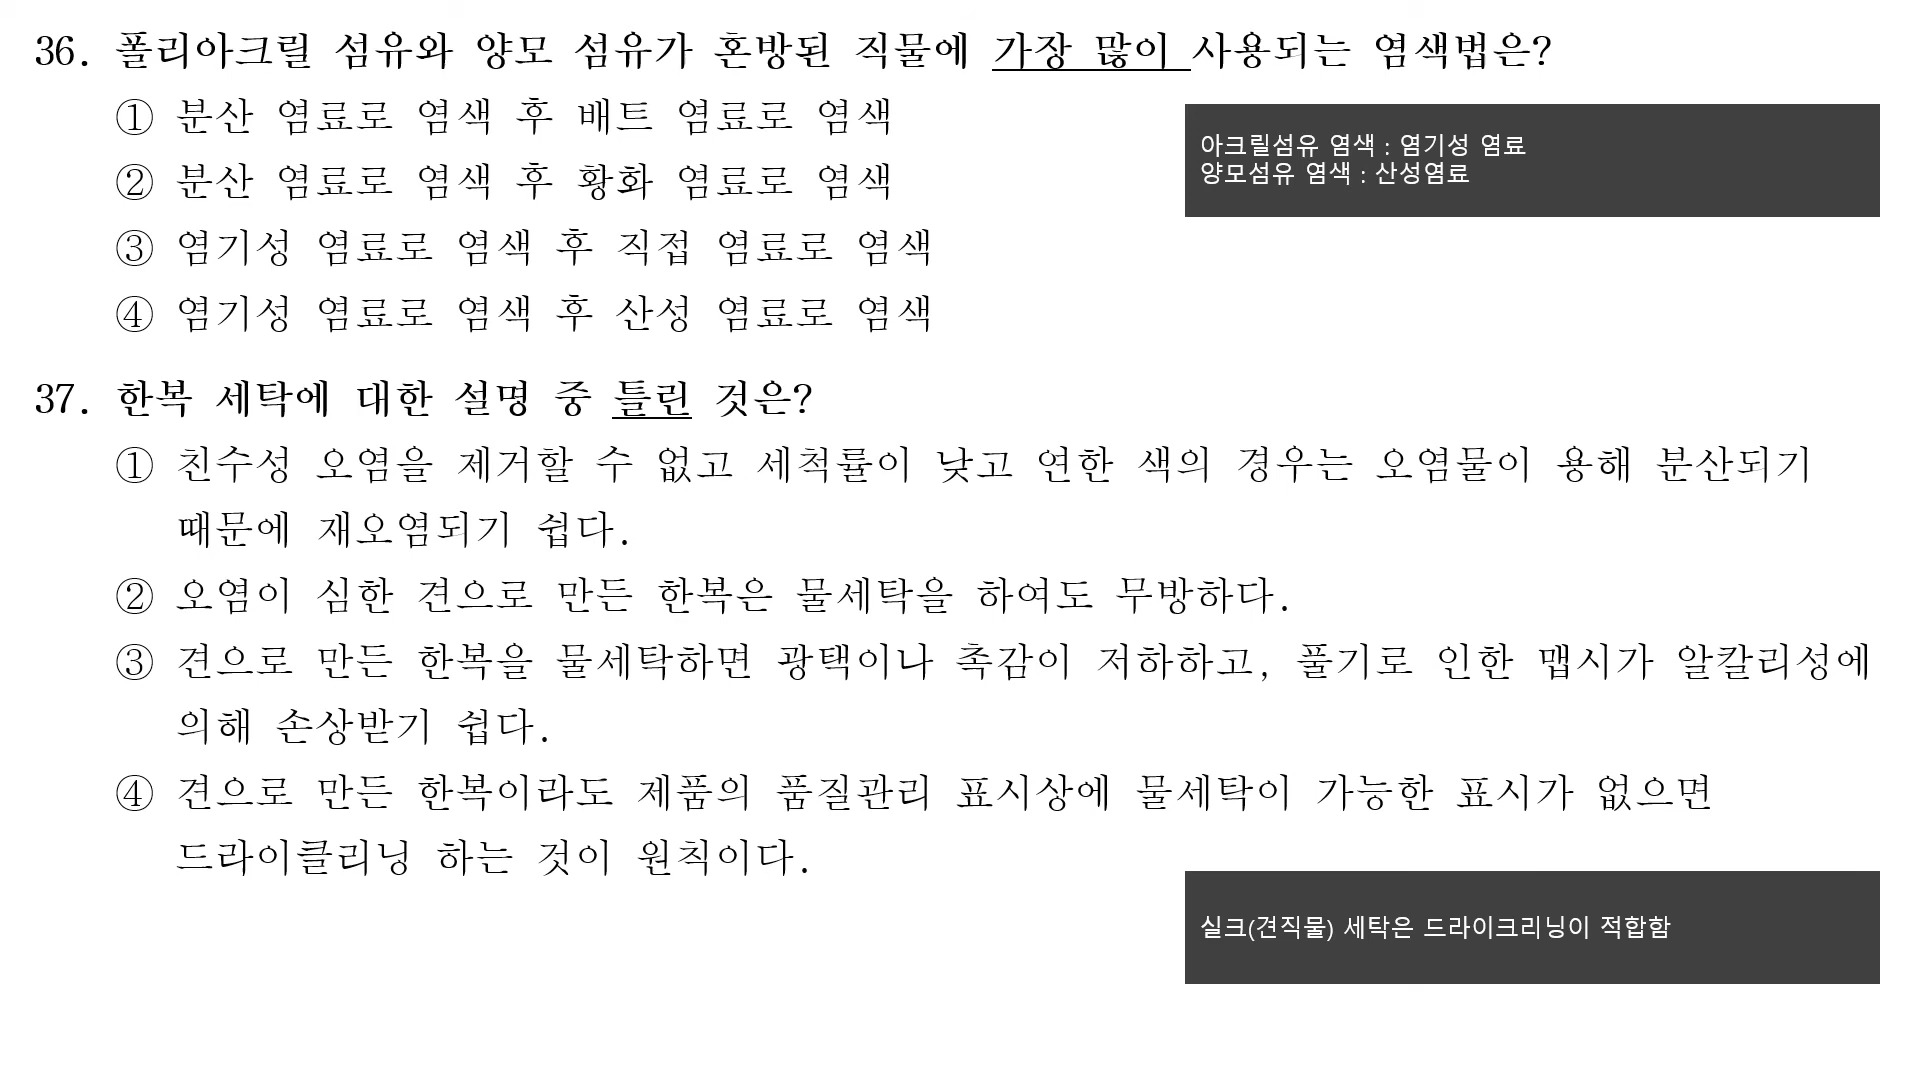 36. 폴리아크릴 섬유와 양모 섬유가 혼방된 직물에 가장 많이 사용되는 염색법은?
① 분산 염료로 염색 후 배트 염료로 염색
② 분산 염료로 염색 후 황화 염료로 염색
③ 염기성 염료로 염색 후 직접 염료로 염색
④ 염기성 염료로 염색 후 산성 염료로 염색
아크릴섬유 염색 : 염기성 염료
양모섬유 염색 : 산성염료
37. 한복 세탁에 대한 설명 중 틀린 것은?
① 친수성 오염을 제거할 수 없고 세척률이 낮고 연한 색의 경우는 오염물이 용해 분산되기
때문에 재오염되기 쉽다.
② 오염이 심한 견으로 만든 한복은 물세탁을 하여도 무방하다.
③ 견으로 만든 한복을 물세탁하면 광택이나 촉감이 저하하고, 풀기로 인한 맵시가 알칼리성에
의해 손상받기 쉽다.
④ 견으로 만든 한복이라도 제품의 품질관리 표시상에 물세탁이 가능한 표시가 없으면
드라이클리닝 하는 것이 원칙이다.
실크(견직물) 세탁은 드라이크리닝이 적합함